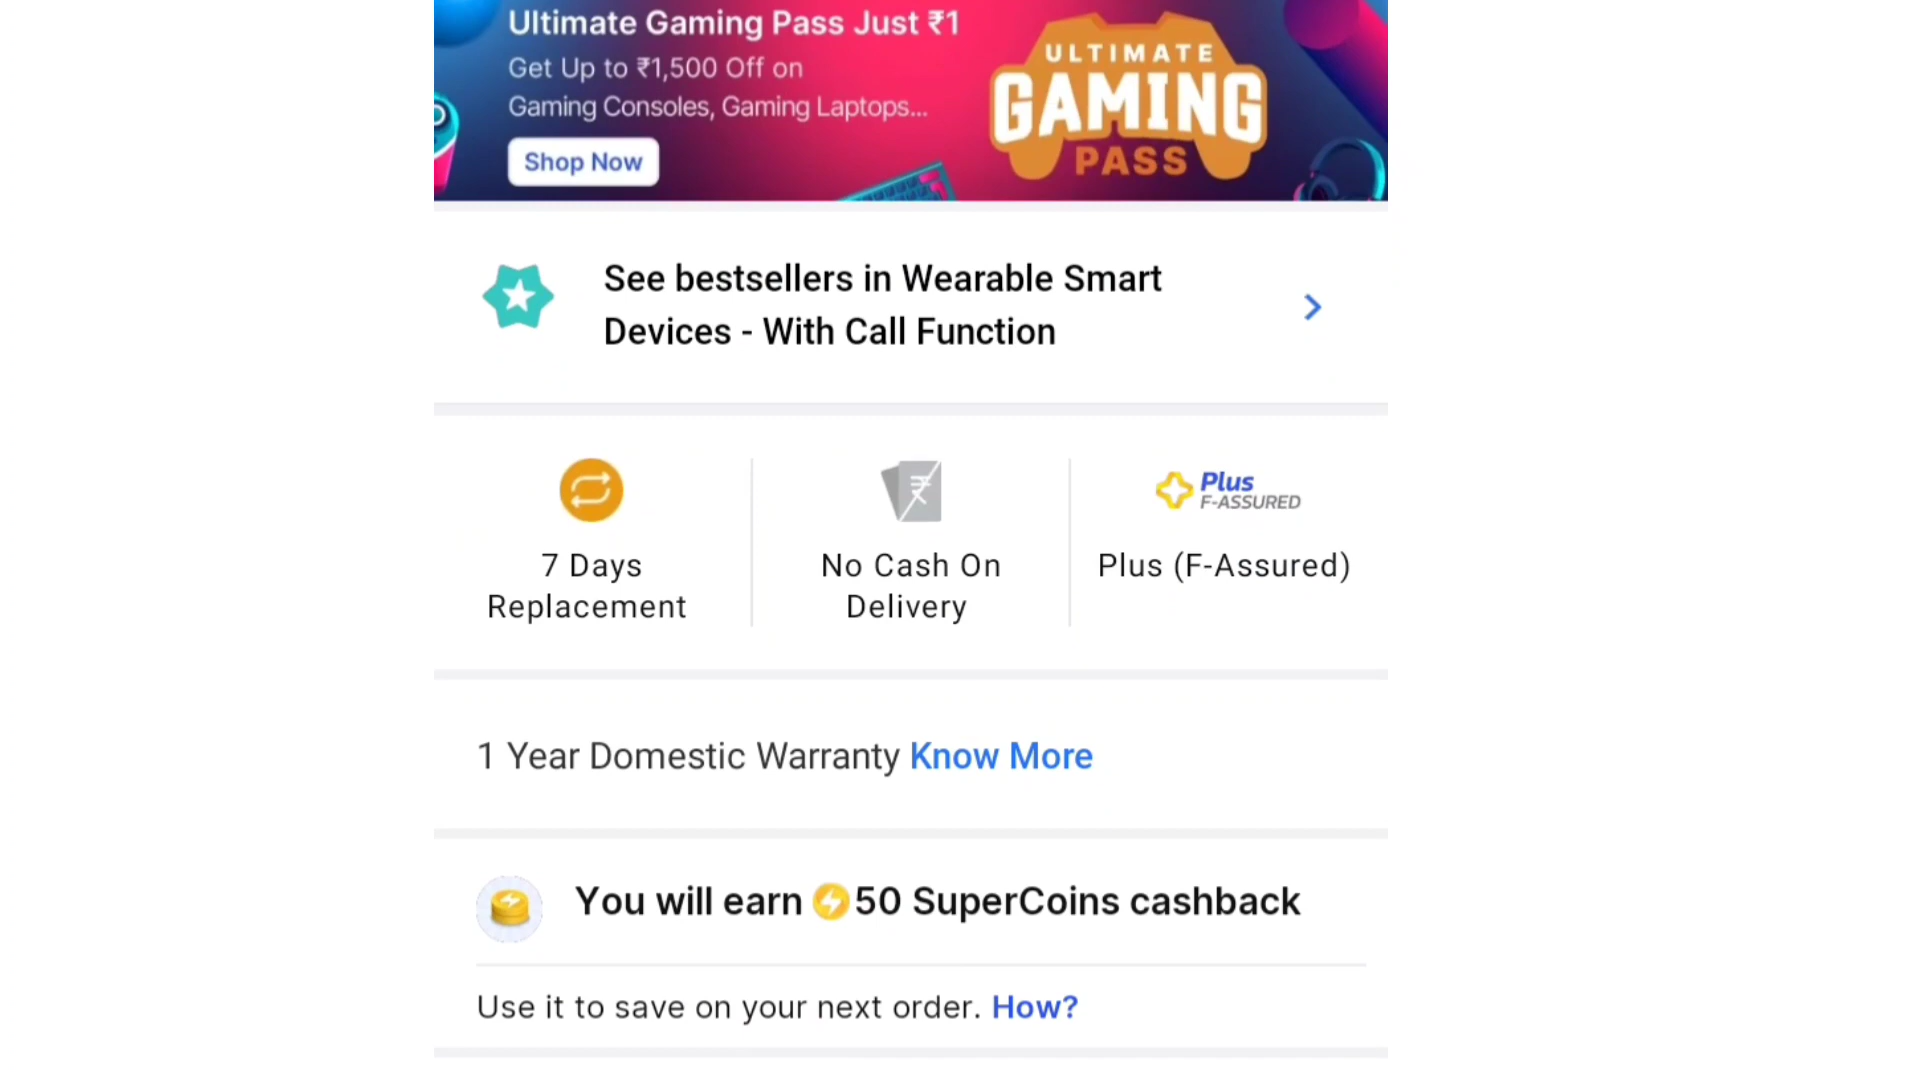 Ultimate Gaming Pass Just ₹1
Get Up to ₹1,500 Off on
Gaming Consoles, Gaming Laptops...
Shop Now
ULTIMATE
GAMING
PASS
See bestsellers in Wearable Smart
Devices - With Call Function
7 Days
Replacement
₹
No Cash On
Delivery
Plus
F-ASSURED
Plus (F-Assured)
1 Year Domestic Warranty Know More
You will earn 50 SuperCoins cashback
Use it to save on your next order. How?